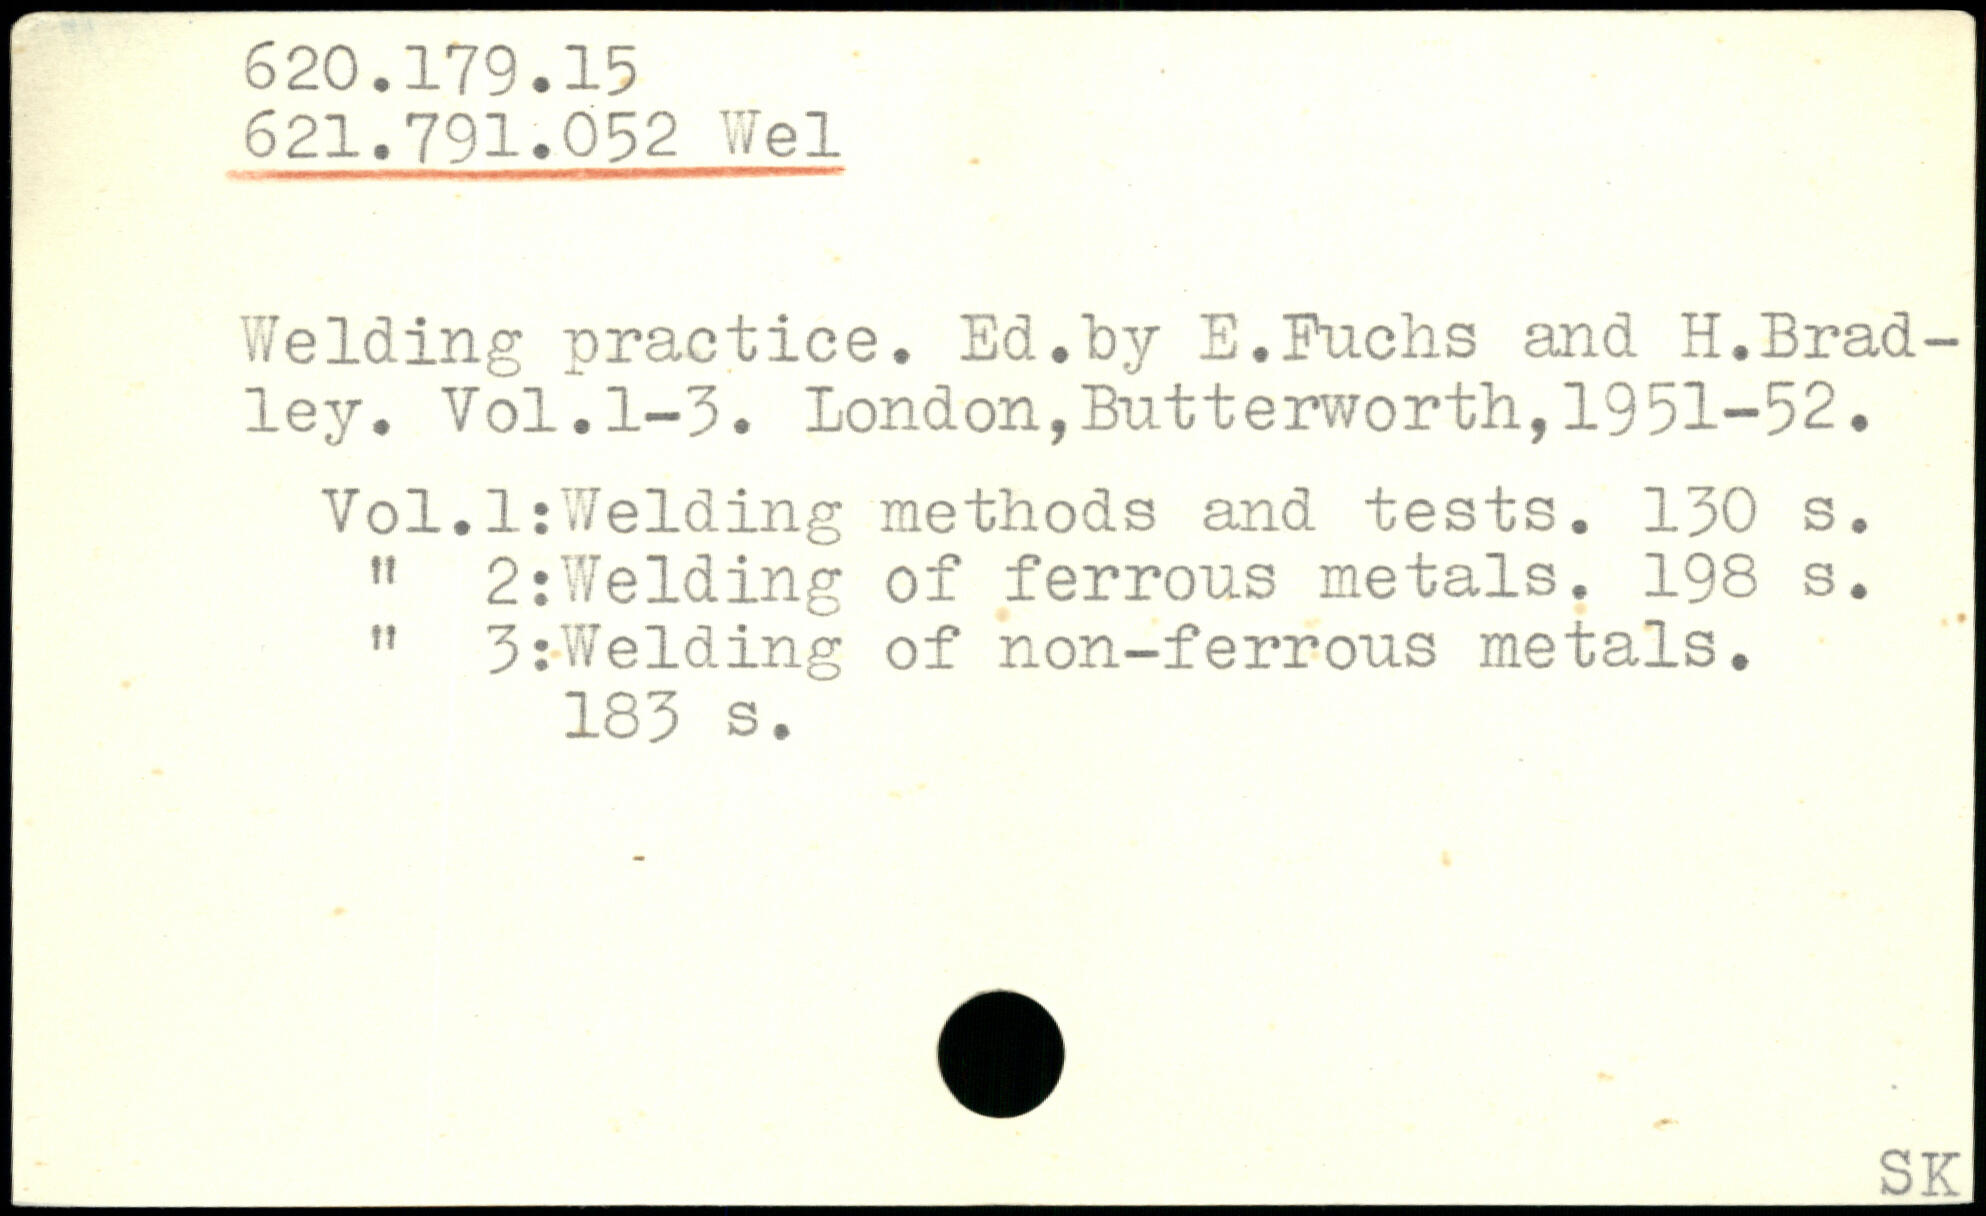 620.179.15
621.791.052 Wel
Welding practice. Ed.by E.Fuchs and H.Brad-
ley. Vol.1-3. London,Butterworth,1951-52.
Vol.1:Welding methods and tests. 130 s.
" 2:Welding of ferrous metals. 198 s.
" 3:Welding of non-ferrous metals.
183 s.
SK